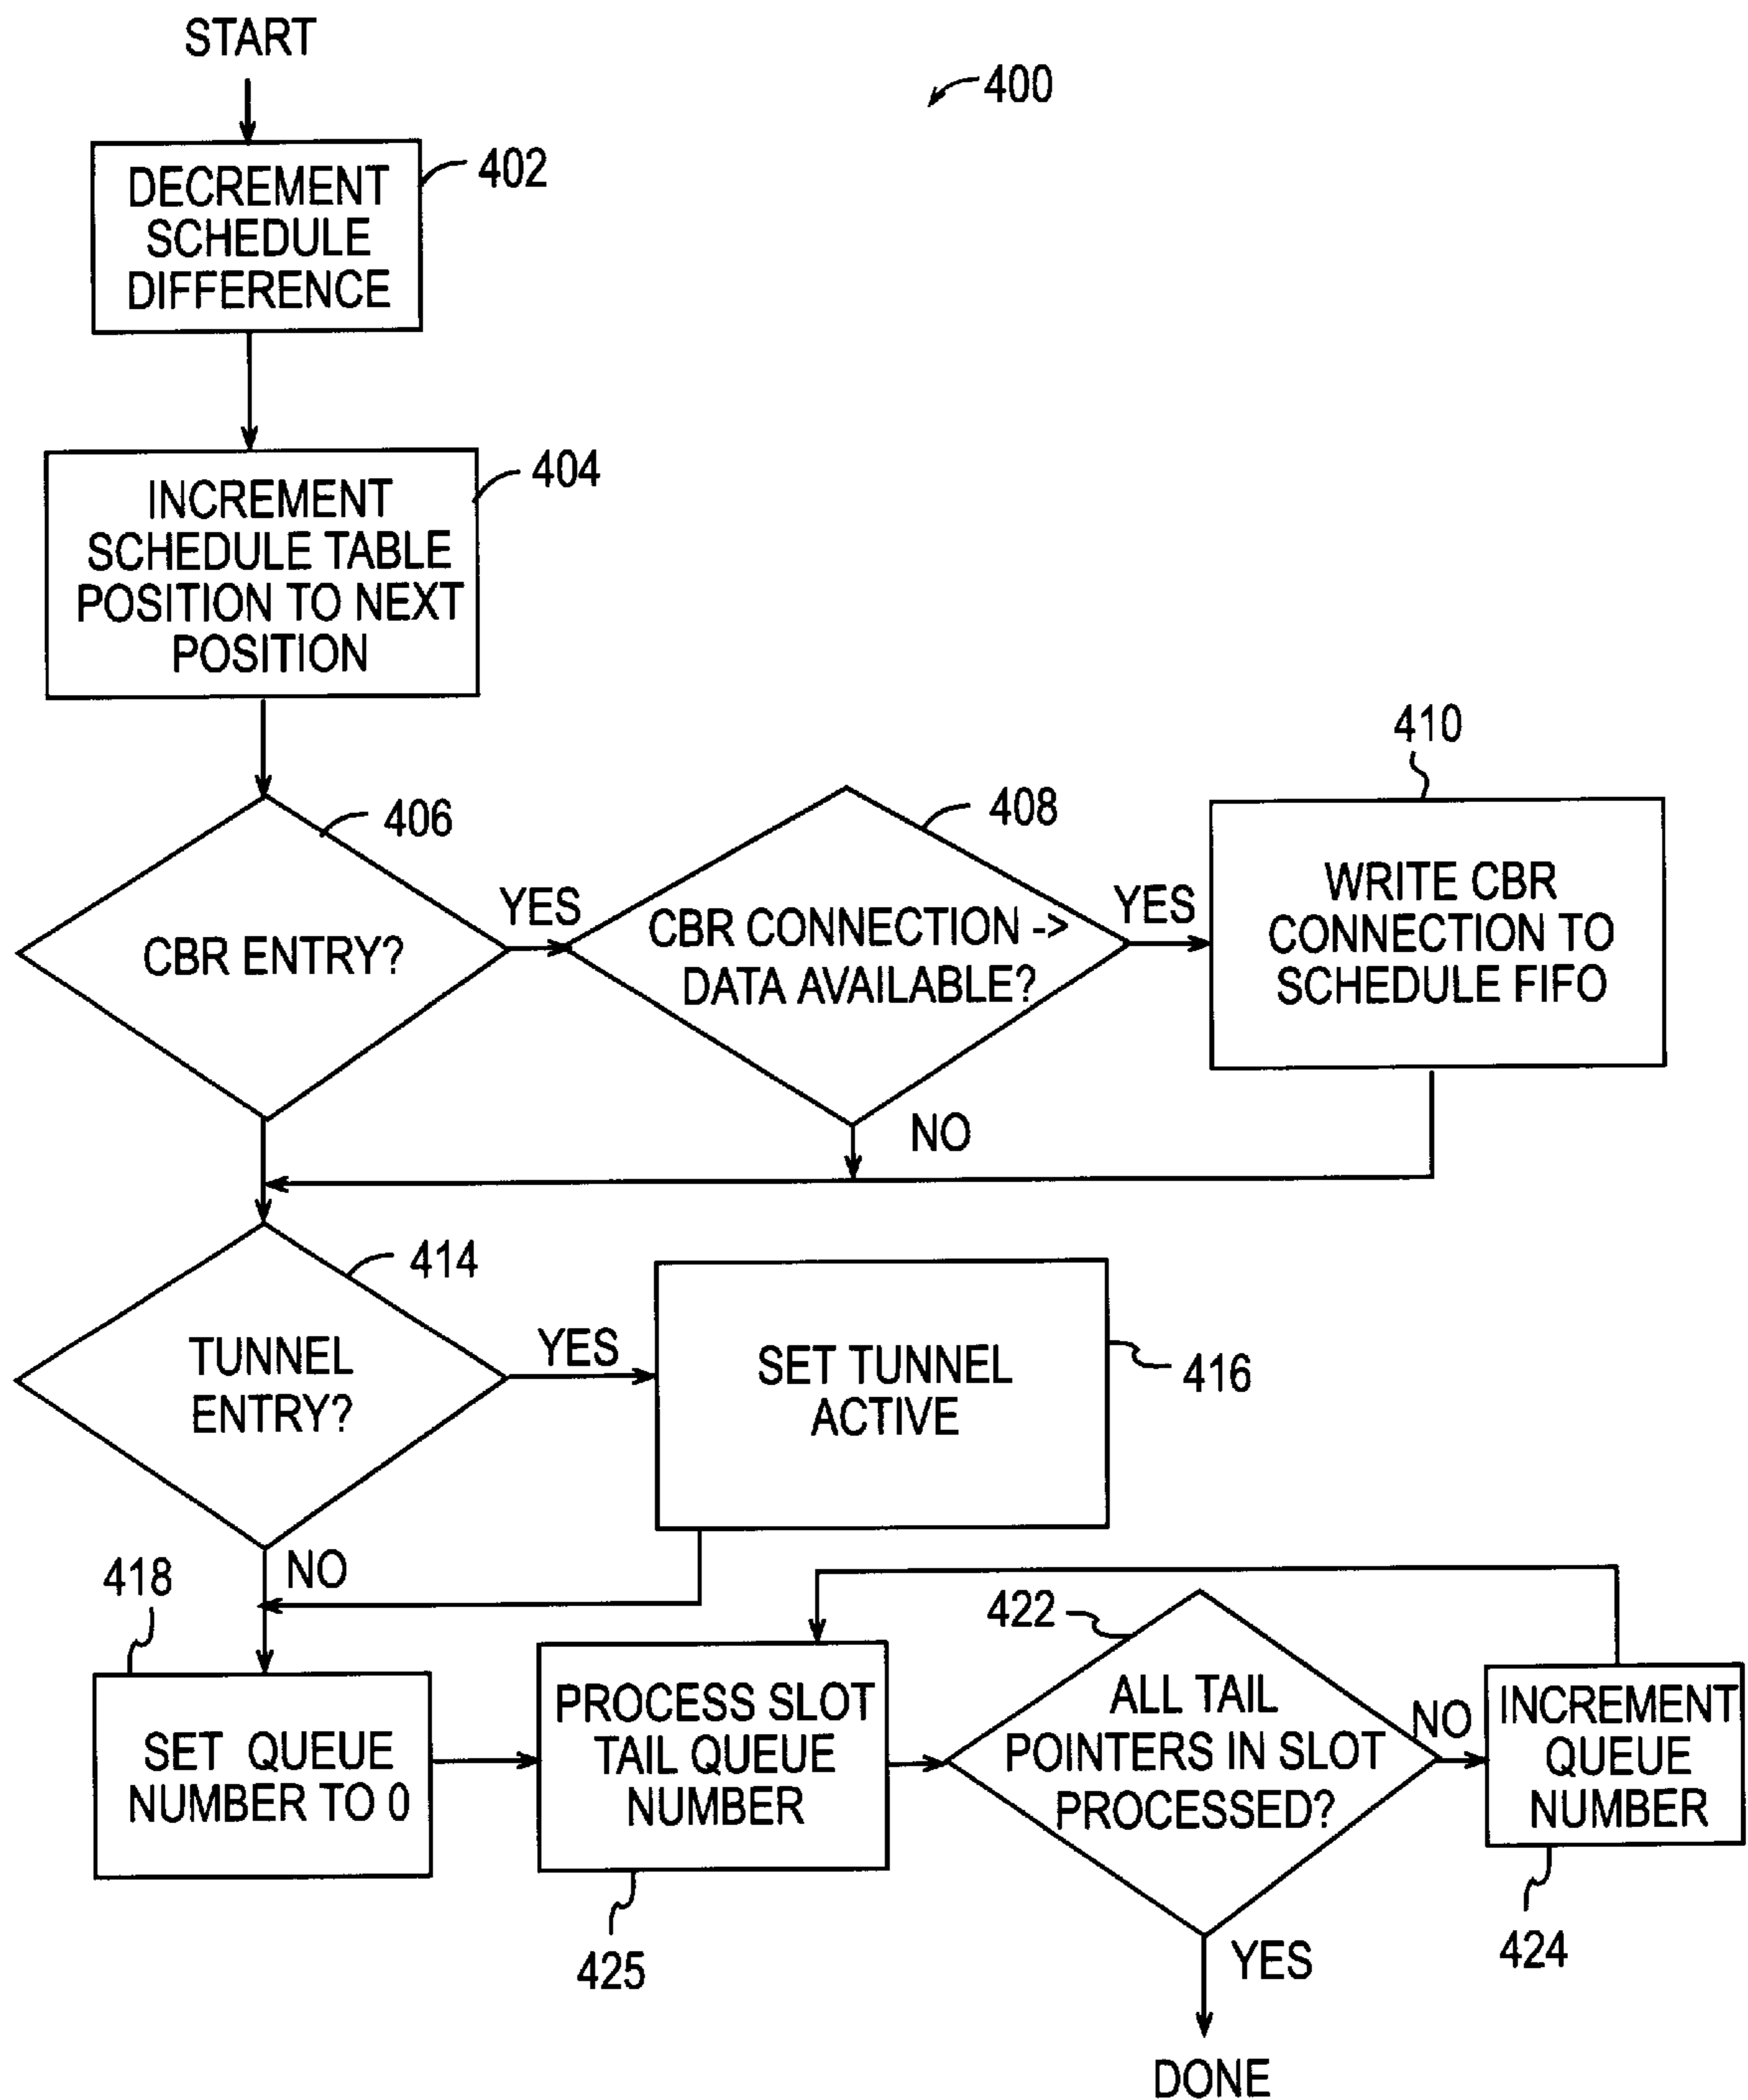 START
400
402
DECREMENT
SCHEDULE
DIFFERENCE
404
INCREMENT
SCHEDULE TABLE
POSITION TO NEXT
POSITION
406
CBR ENTRY?
YES
408
CBR CONNECTION ->
DATA AVAILABLE?
YES
NO
410
WRITE CBR
CONNECTION TO
SCHEDULE FIFO
414
TUNNEL
ENTRY?
YES
NO
SET TUNNEL
ACTIVE
416
418
SET QUEUE
NUMBER TO 0
PROCESS SLOT
TAIL QUEUE
NUMBER
425
422
ALL TAIL
POINTERS IN SLOT
PROCESSED?
NO
INCREMENT
QUEUE
NUMBER
424
YES
DONE